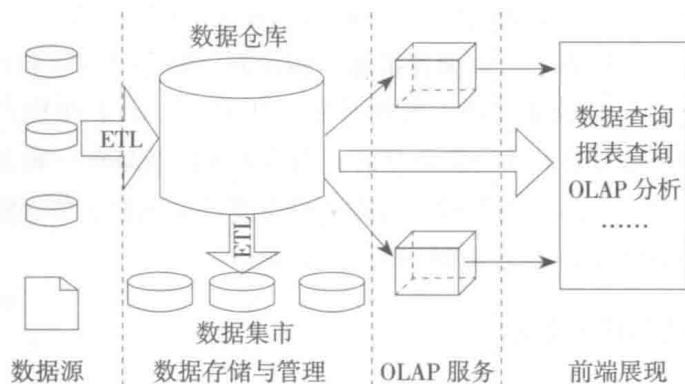 数据仓库
ETL
ETL
数据查询
报表查询
OLAP 分析
……
数据集市
数据源
数据存储与管理
OLAP 服务
前端展现